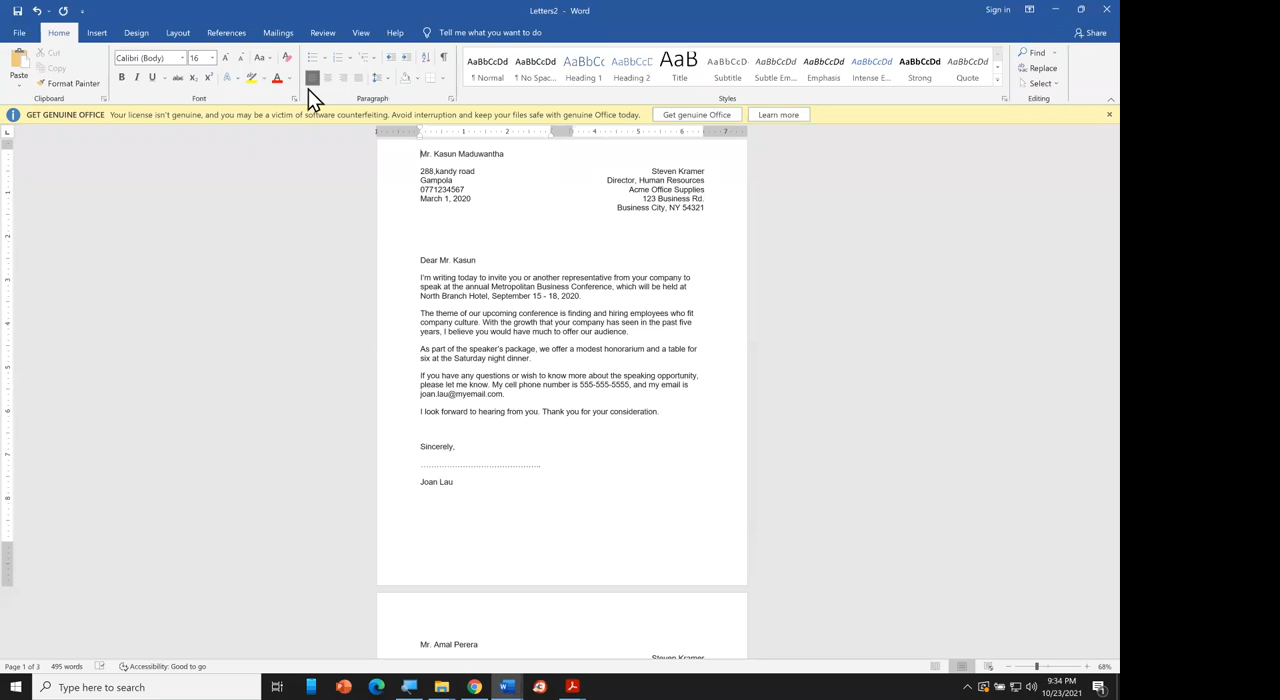 Letters2 - Word
Sign in
File Home Insert Design Layout References Mailings Review View Help Tell me what you want to do Share
Paste
Cut
Copy
Format Painter
Clipboard
Calibri (Body) 16
Font
Paragraph
AaBbCcDd AaBbCcDd AaBbCc AaBbCcD AaB AaBbCcD AaBbCcDd AaBbCcDd AaBbCcDd AaBbCcDd AaBbCcDd
¶ Normal ¶ No Spac... Heading 1 Heading 2 Title Subtitle Subtle Em... Emphasis Intense E... Strong Quote
Styles
Find
Replace
Select
Editing
GET GENUINE OFFICE Your license isn't genuine, and you may be a victim of software counterfeiting. Avoid interruption and keep your files safe with genuine Office today. Get genuine Office Learn more
Mr. Kasun Maduwantha
288,kandy road
Gampola
0771234567
March 1, 2020
Steven Kramer
Director, Human Resources
Acme Office Supplies
123 Business Rd.
Business City, NY 54321
Dear Mr. Kasun
I'm writing today to invite you or another representative from your company to
speak at the annual Metropolitan Business Conference, which will be held at
North Branch Hotel, September 15 - 18, 2020.
The theme of our upcoming conference is finding and hiring employees who fit
company culture. With the growth that your company has seen in the past five
years, I believe you would have much to offer our audience.
As part of the speaker's package, we offer a modest honorarium and a table for
six at the Saturday night dinner.
If you have any questions or wish to know more about the speaking opportunity,
please let me know. My cell phone number is 555-555-5555, and my email is
joan.lau@myemail.com.
I look forward to hearing from you. Thank you for your consideration.
Sincerely,
Joan Lau
Mr. Amal Perera
Steven Kramer
Page 1 of 3 495 words Accessibility: Good to go 68%
Type here to search
9:34 PM
10/23/2021